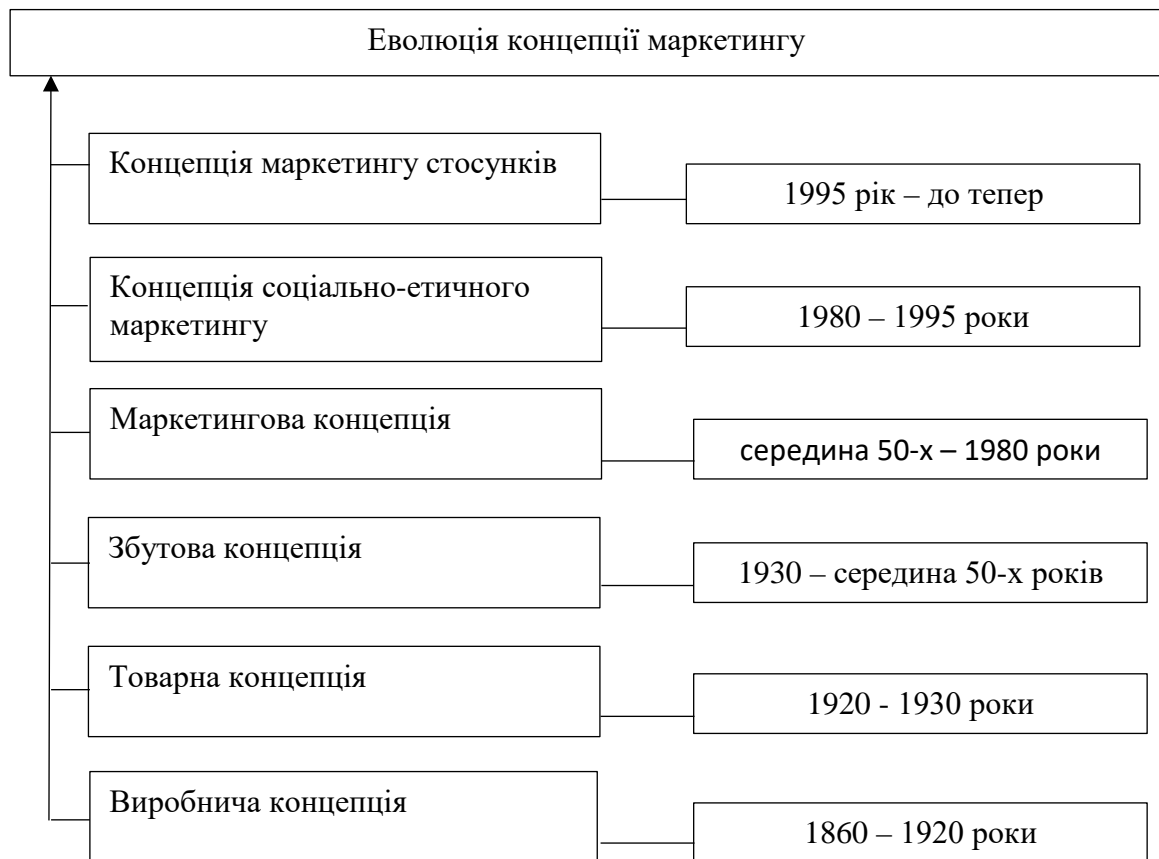 Еволюція концепції маркетингу
Концепція маркетингу стосунків
1995 рік – до тепер
Концепція соціально-етичного
маркетингу
1980 – 1995 роки
Маркетингова концепція
середина 50-х – 1980 роки
Збутова концепція
1930 – середина 50-х років
Товарна концепція
1920 - 1930 роки
Виробнича концепція
1860 – 1920 роки